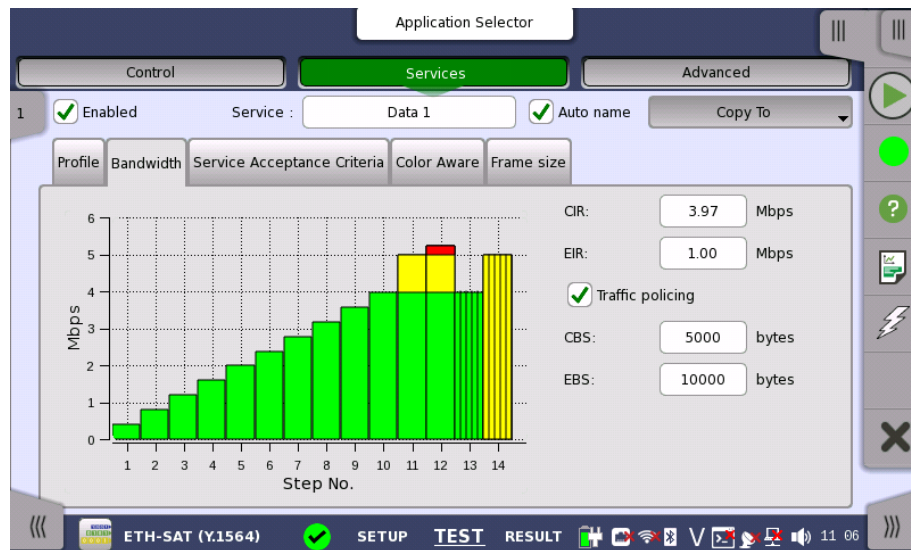 Application Selector
Control Services Advanced
1 Enabled Service : Data 1 Auto name Copy To
Profile Bandwidth Service Acceptance Criteria Color Aware Frame size
CIR: 3.97 Mbps
EIR: 1.00 Mbps
Traffic policing
CBS: 5000 bytes
EBS: 10000 bytes
Mbps
6
5
4
3
2
1
0
1 2 3 4 5 6 7 8 9 10 11 12 13 14
Step No.
ETH-SAT (Y.1564) SETUP TEST RESULT V 11 06